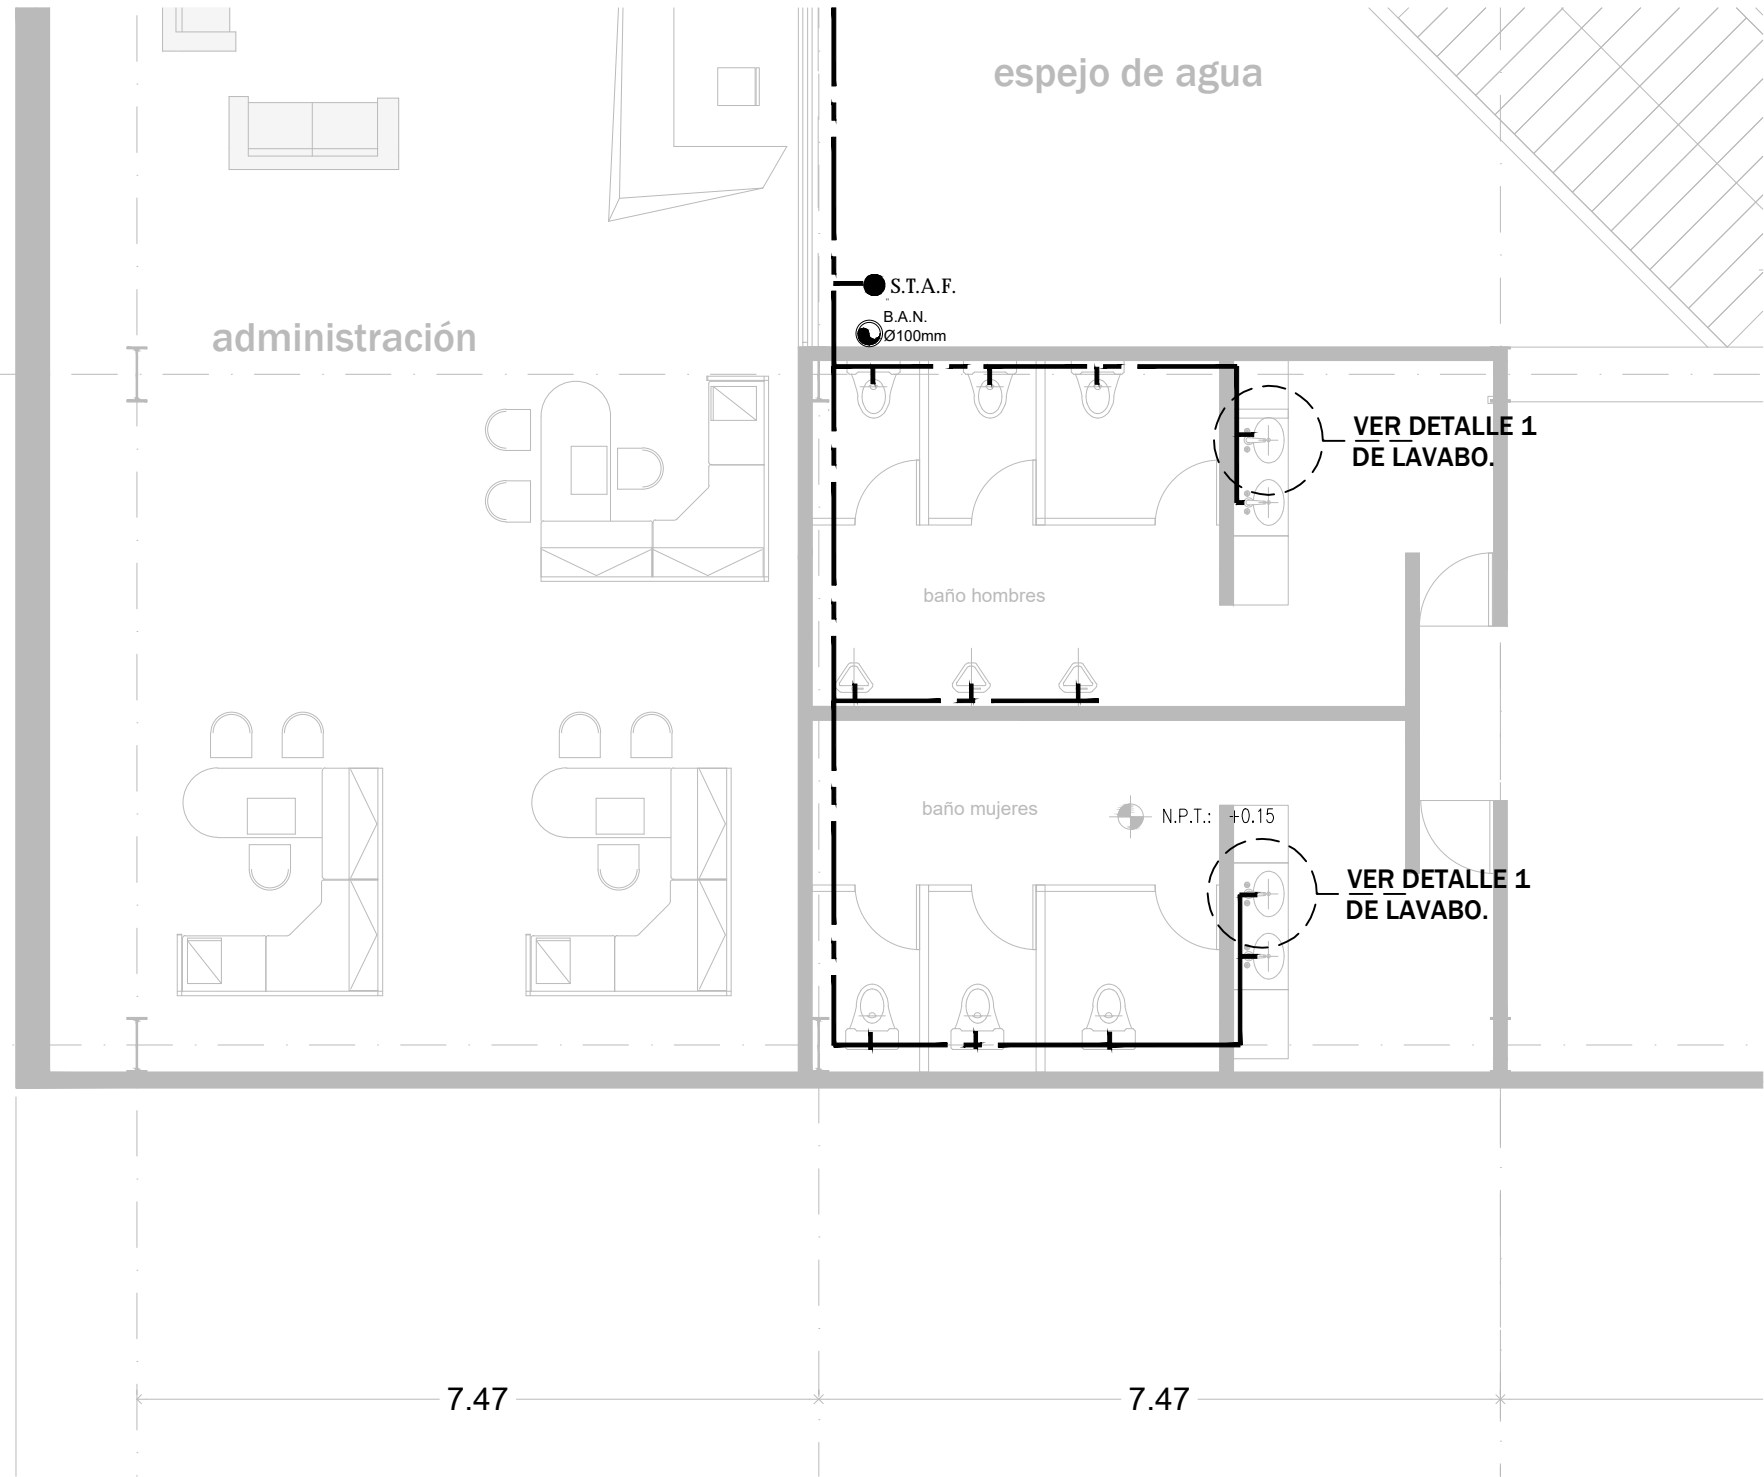 espejo de agua
S.T.A.F.
B.A.N.
Ø100mm
administración
VER DETALLE 1
DE LAVABO.
baño hombres
baño mujeres
N.P.T.: +0.15
VER DETALLE 1
DE LAVABO.
7.47
7.47